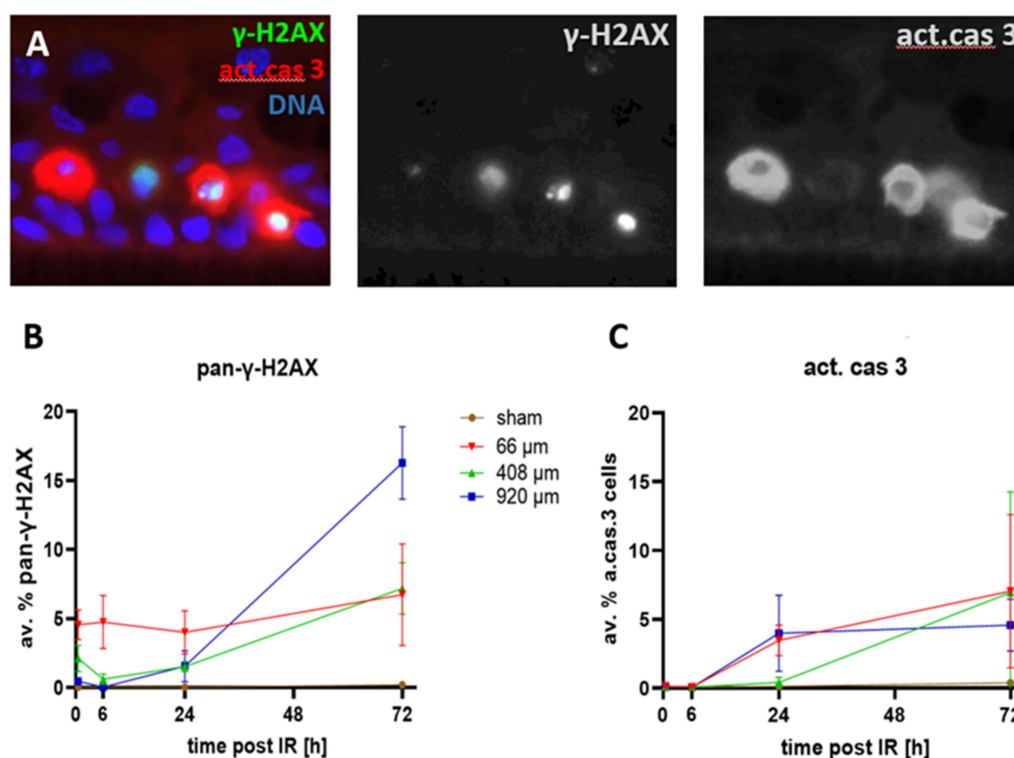 A
γ-H2AX
act.cas 3
DNA
γ-H2AX
act.cas 3
B
pan-γ-H2AX
av. % pan-γ-H2AX
20
15
10
5
0
0 6 24 48 72
time post IR [h]
sham
66 µm
408 µm
920 µm
C
act. cas 3
av. % a.cas.3 cells
20
15
10
5
0
0 6 24 48 72
time post IR [h]